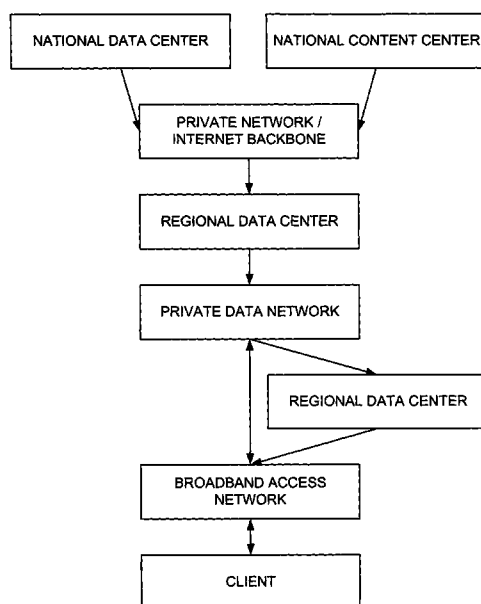 NATIONAL DATA CENTER
NATIONAL CONTENT CENTER
PRIVATE NETWORK /
INTERNET BACKBONE
REGIONAL DATA CENTER
PRIVATE DATA NETWORK
REGIONAL DATA CENTER
BROADBAND ACCESS
NETWORK
CLIENT